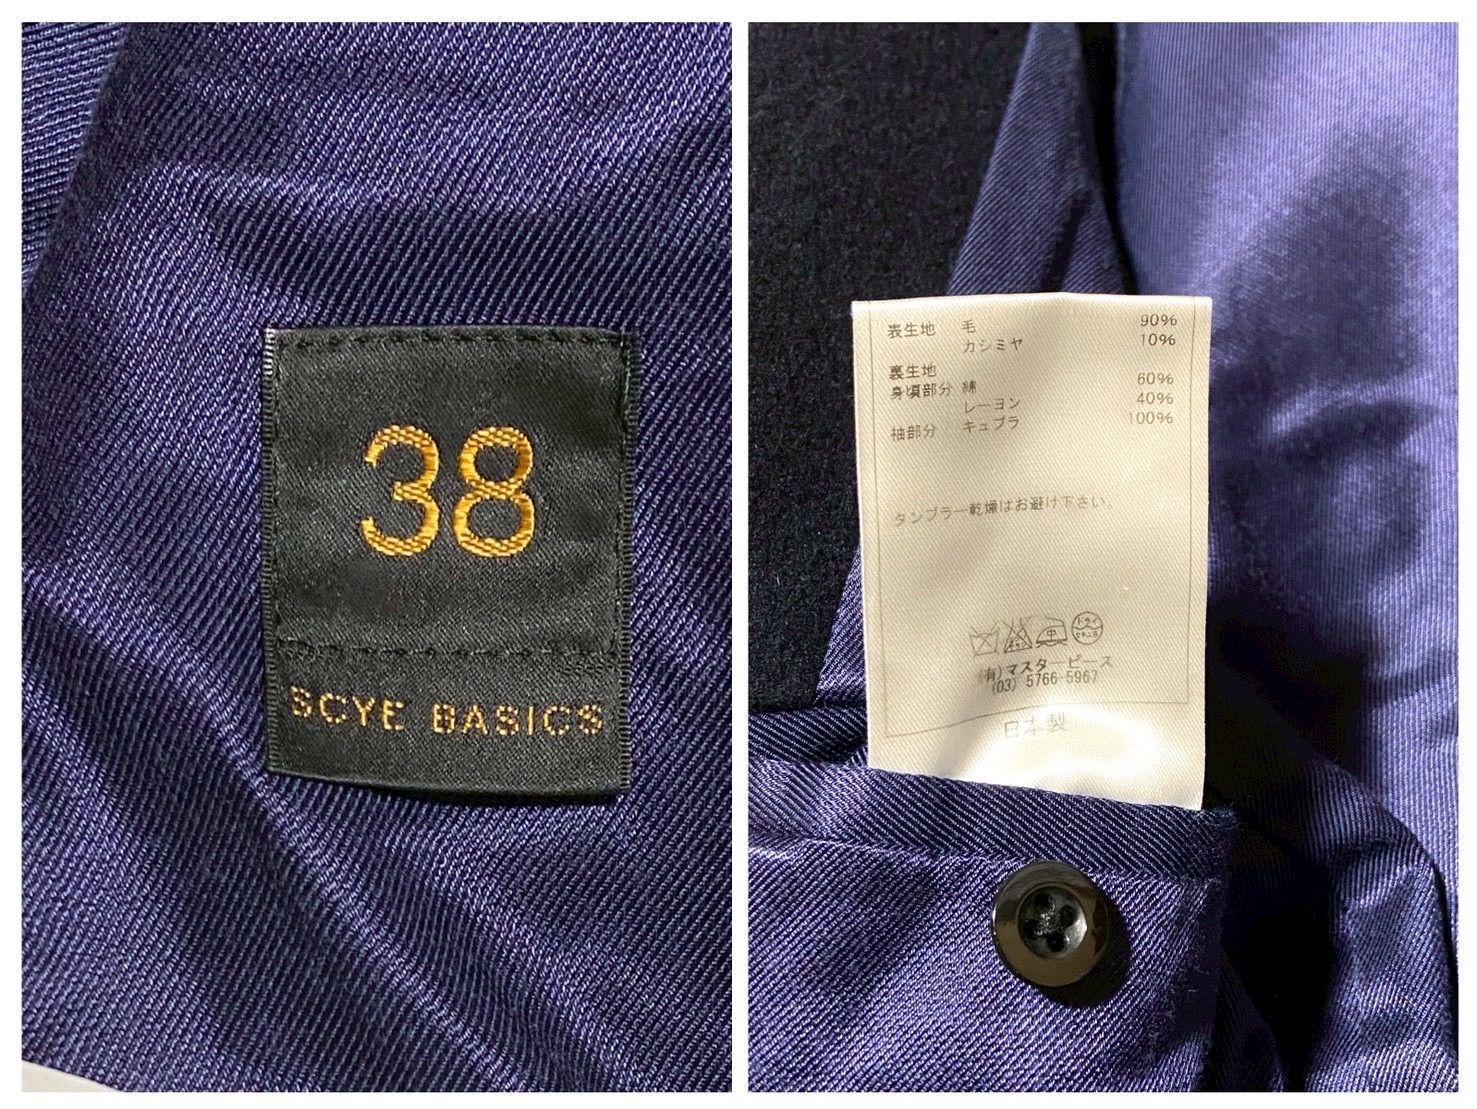 38
SCYE BASICS
表生地 毛 90%
カシミヤ 10%
裏生地
身頃部分 綿 60%
レーヨン 40%
袖部分 キュプラ 100%
タンブラー乾燥はお避け下さい。
(有)マスターピース
(03) 5766-5967
日本製